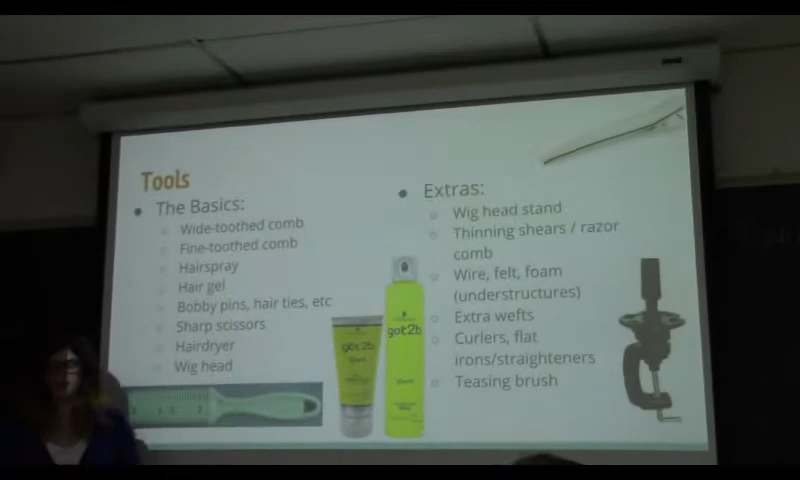 Tools
The Basics:
Wide-toothed comb
Fine-toothed comb
Hairspray
Hair gel
Bobby pins, hair ties, etc
Sharp scissors
Hairdryer
Wig head
Extras:
Wig head stand
Thinning shears / razor
comb
Wire, felt, foam
(understructures)
Extra wefts
Curlers, flat
irons/straighteners
Teasing brush
got2b
got2b